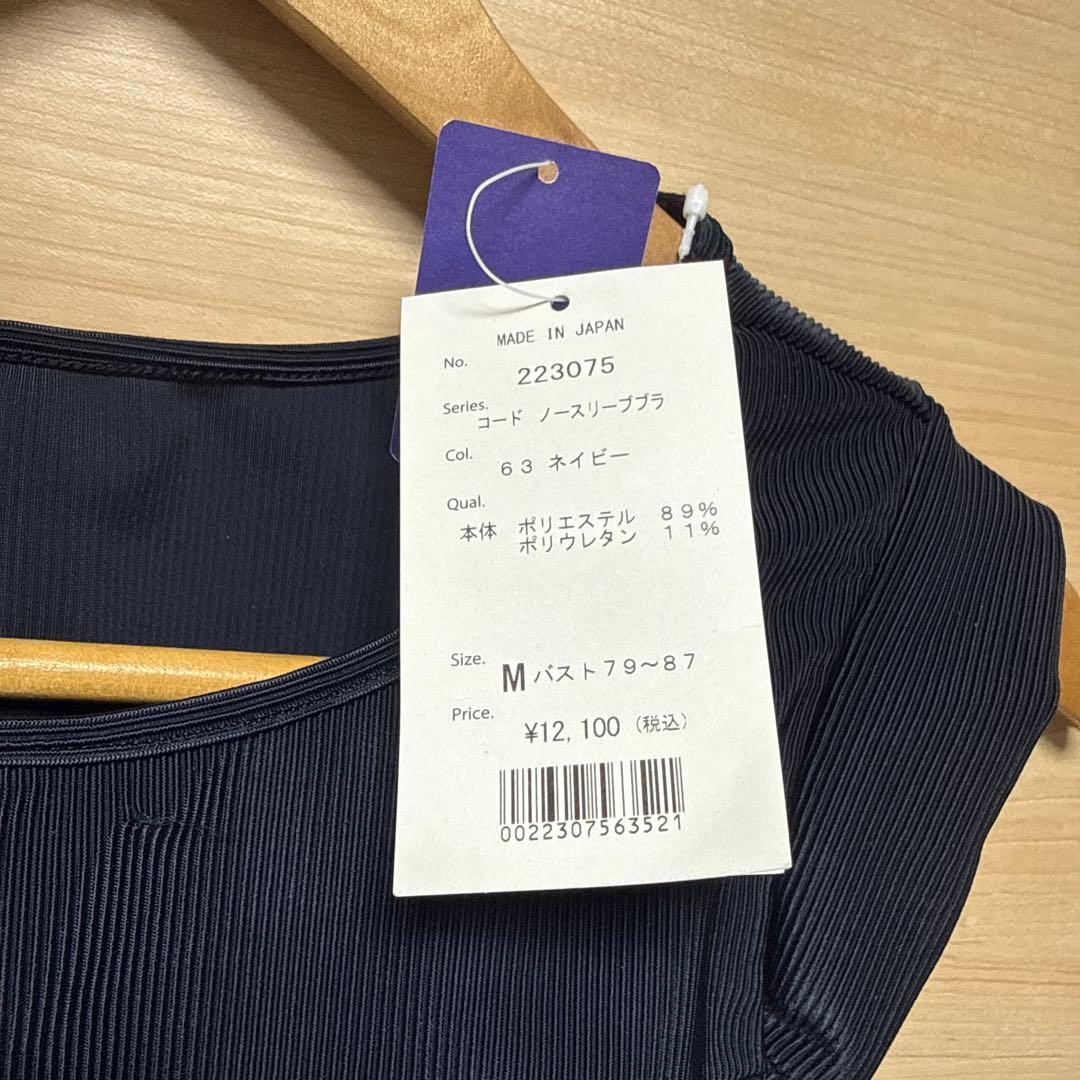 MADE IN JAPAN
No. 223075
Series. コード ノースリーブブラ
Col. 63 ネイビー
Qual.
本体 ポリエステル 89%
ポリウレタン 11%
Size. M バスト79～87
Price. ¥12,100 (税込)
0022307563521